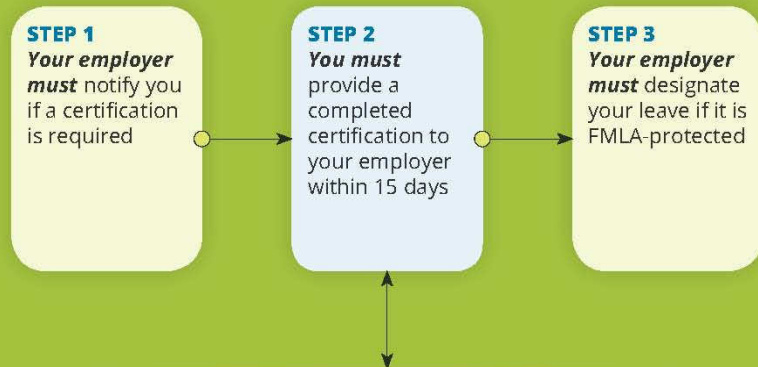 STEP 1
Your employer
must notify you
if a certification
is required
STEP 2
You must
provide a
completed
certification to
your employer
within 15 days
STEP 3
Your employer
must designate
your leave if it is
FMLA-protected